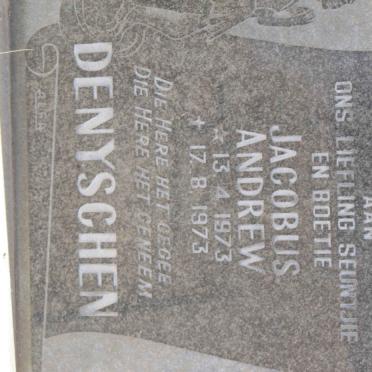 AAN
ONS LIEFLING SEUNTJIE
EN BOETIE
JACOBUS
ANDREW
☆ 13. 4. 1973
✝ 17. 8. 1973
DIE HERE HET GEGEE
DIE HERE HET GENEEM
DENYSCHEN